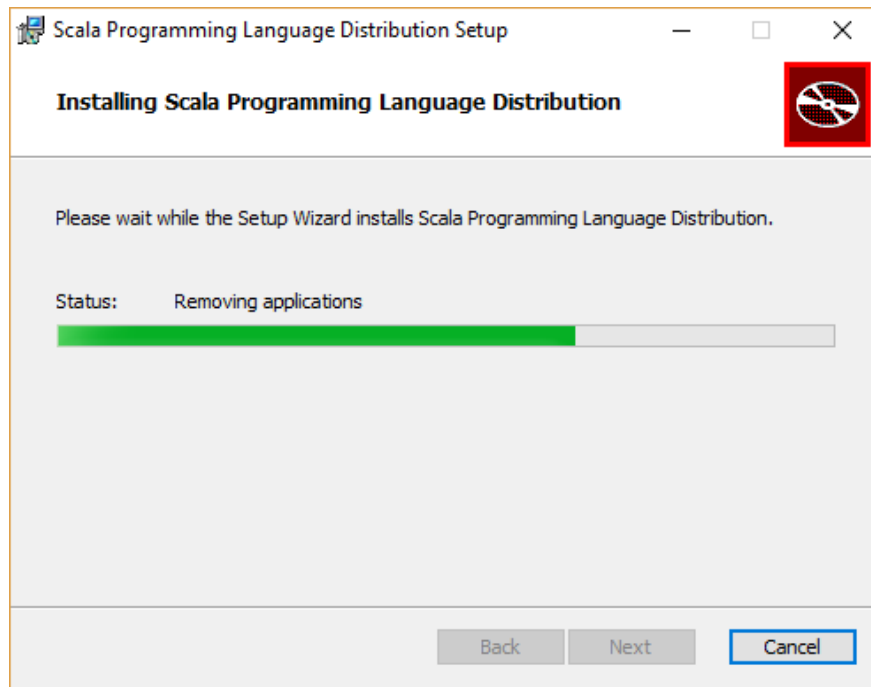 Scala Programming Language Distribution Setup
Installing Scala Programming Language Distribution
Please wait while the Setup Wizard installs Scala Programming Language Distribution.
Status: Removing applications
Back Next Cancel